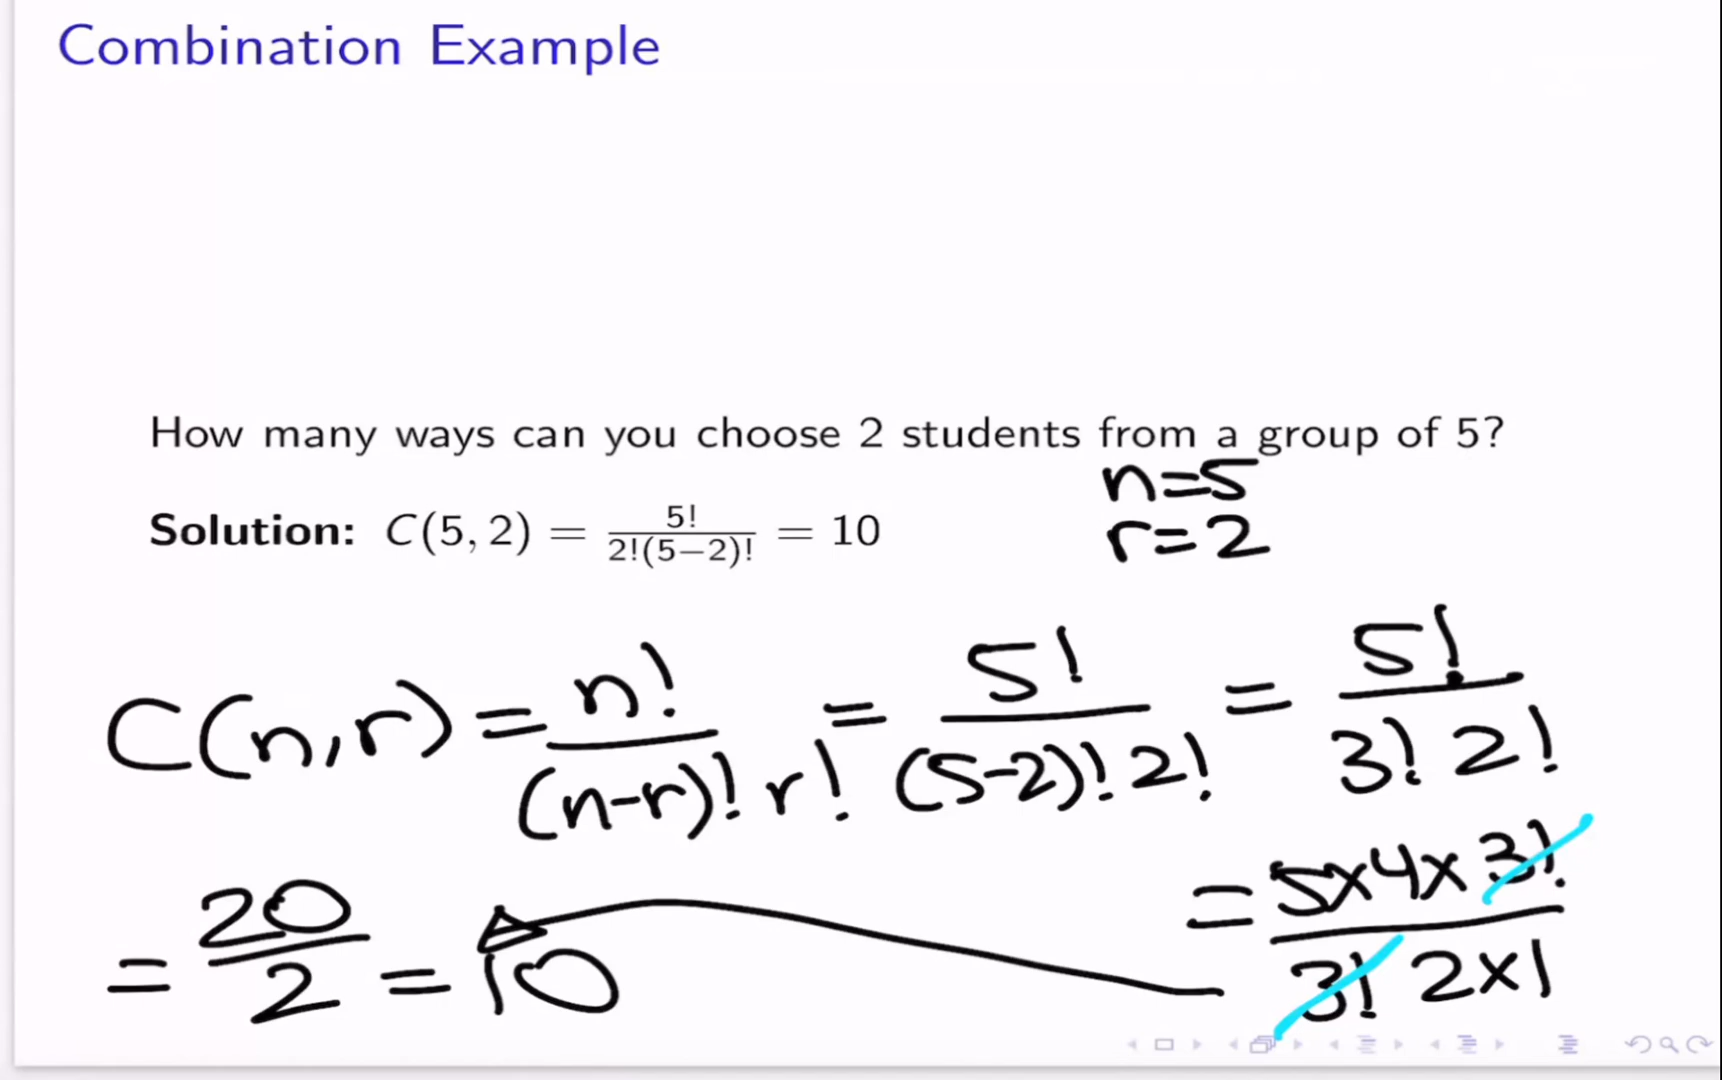 Combination Example
How many ways can you choose 2 students from a group of 5?
n=5
Solution: C(5, 2) = 5!/2!(5−2)! = 10
r=2
C(n,r) = n!/(n-r)! r! = 5!/(5-2)! 2! = 5!/3! 2!
= 5x4x3!/3! 2x1
= 20/2 = 10